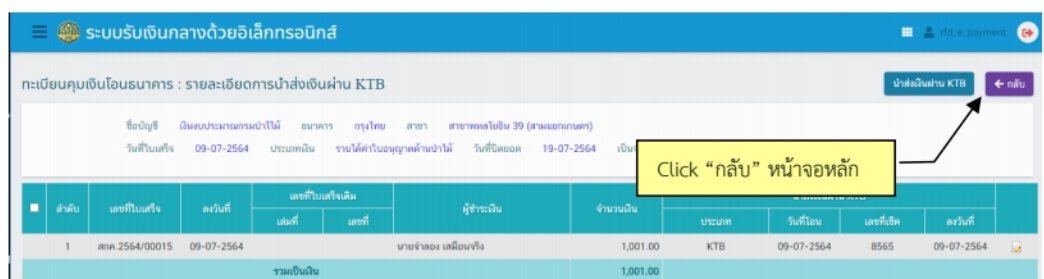 ระบบรับเงินกลางด้วยอิเล็กทรอนิกส์ rfd_e_payment
ทะเบียนคุมเงินโอนธนาคาร : รายละเอียดการนำส่งเงินผ่าน KTB นำส่งเงินผ่าน KTB กลับ
ชื่อบัญชี เงินงบประมาณกรมป่าไม้ ธนาคาร กรุงไทย สาขา สาขาพหลโยธิน 39 (สามแยกเกษตร)
วันที่ใบเสร็จ 09-07-2564 ประเภทเงิน รายได้ค่าใบอนุญาตด้านป่าไม้ วันที่ปิดยอด 19-07-2564
Click “กลับ” หน้าจอหลัก
ลำดับ เลขที่ใบเสร็จ ลงวันที่ เลขที่ใบเสร็จเดิม ผู้ชำระเงิน จำนวนเงิน
เล่มที่ เลขที่ ประเภท วันที่โอน เลขที่เช็ค ลงวันที่
1 สกค.2564/00015 09-07-2564 นายจำลอง เสมือนจริง 1,001.00 KTB 09-07-2564 8565 09-07-2564
รวมเป็นเงิน 1,001.00